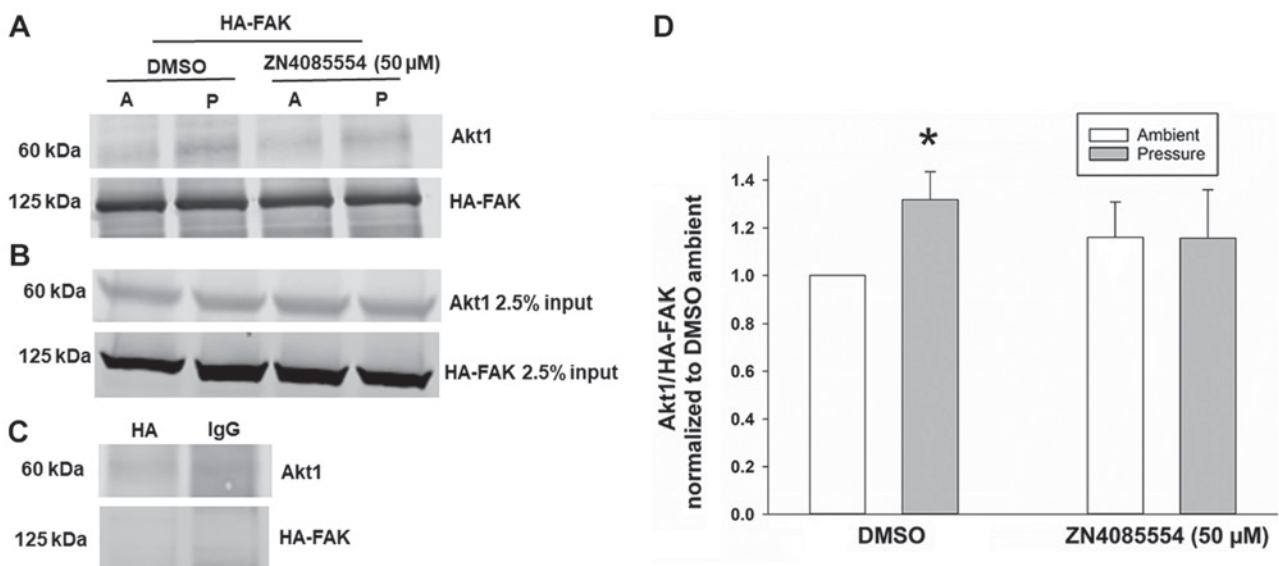 A
HA-FAK
DMSO ZN4085554 (50 µM)
A P A P
60 kDa Akt1
125 kDa HA-FAK
B
60 kDa Akt1 2.5% input
125 kDa HA-FAK 2.5% input
C
HA IgG
60 kDa Akt1
125 kDa HA-FAK
D
Ambient
Pressure
*
Akt1/HA-FAK
normalized to DMSO ambient
1.4
1.2
1.0
0.8
0.6
0.4
0.2
0.0
DMSO ZN4085554 (50 µM)